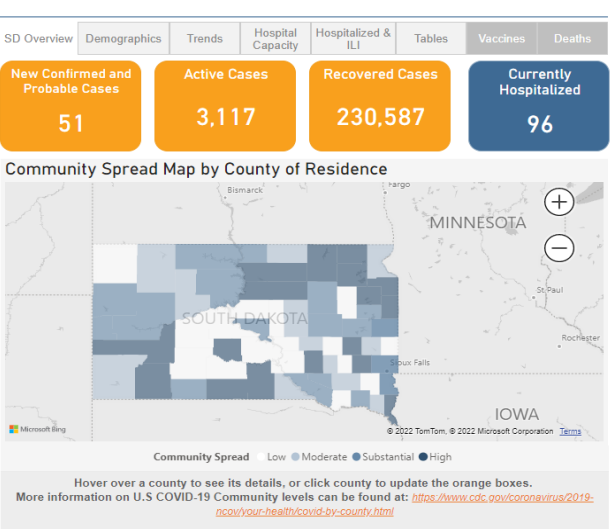 SD Overview
Demographics
Trends
Hospital
Capacity
Hospitalized &
ILI
Tables
Vaccines
Deaths
New Confirmed and
Probable Cases
51
Active Cases
3,117
Recovered Cases
230,587
Currently
Hospitalized
96
Community Spread Map by County of Residence
Bismarck
Fargo
MINNESOTA
St Paul
SOUTH DAKOTA
Rochester
Sioux Falls
IOWA
Microsoft Bing
© 2022 TomTom, © 2022 Microsoft Corporation Terms
Community Spread Low Moderate Substantial High
Hover over a county to see its details, or click county to update the orange boxes.
More information on U.S COVID-19 Community levels can be found at: https://www.cdc.gov/coronavirus/2019-
ncov/your-health/covid-by-county.html